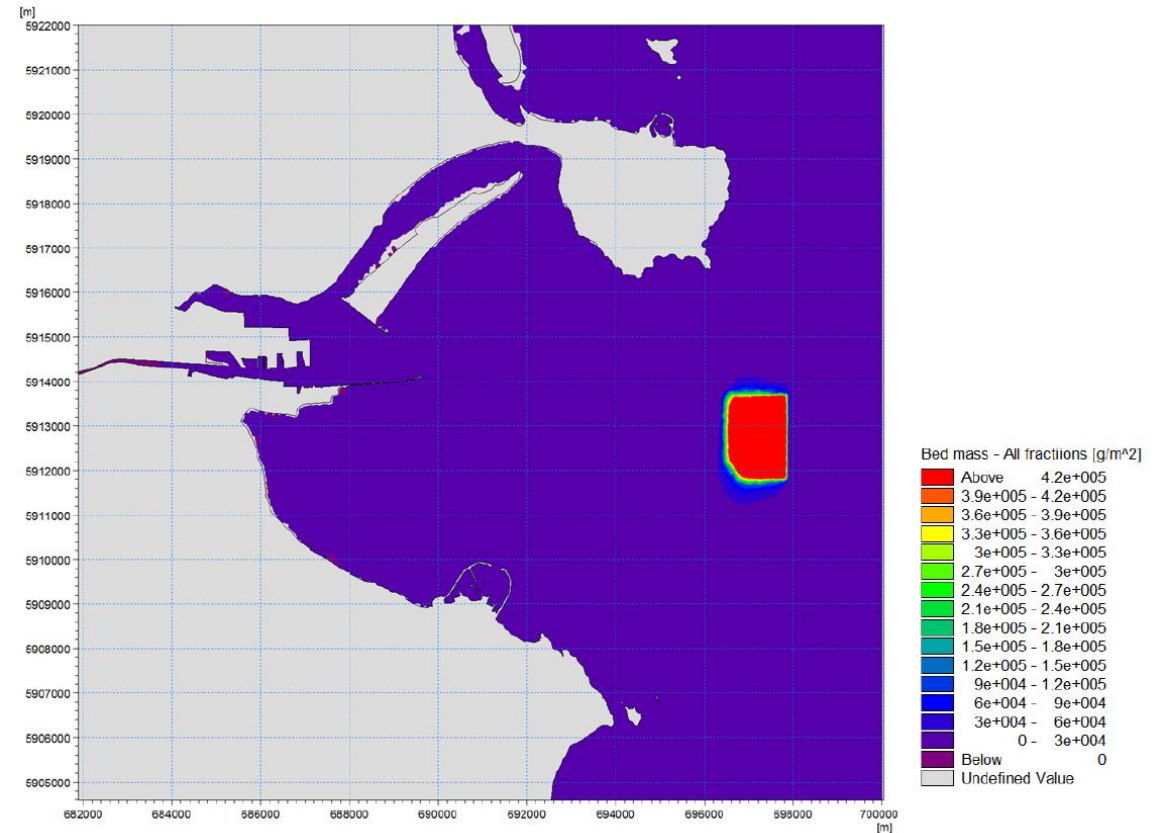 [m]
5922000
5921000
5920000
5919000
5918000
5917000
5916000
5915000
5914000
5913000
5912000
5911000
5910000
5909000
5908000
5907000
5906000
5905000
682000 684000 686000 688000 690000 692000 694000 696000 698000 700000
[m]
Bed mass - All fractiions [g/m^2]
Above 4.2e+005
3.9e+005 - 4.2e+005
3.6e+005 - 3.9e+005
3.3e+005 - 3.6e+005
3e+005 - 3.3e+005
2.7e+005 - 3e+005
2.4e+005 - 2.7e+005
2.1e+005 - 2.4e+005
1.8e+005 - 2.1e+005
1.5e+005 - 1.8e+005
1.2e+005 - 1.5e+005
9e+004 - 1.2e+005
6e+004 - 9e+004
3e+004 - 6e+004
0 - 3e+004
Below 0
Undefined Value